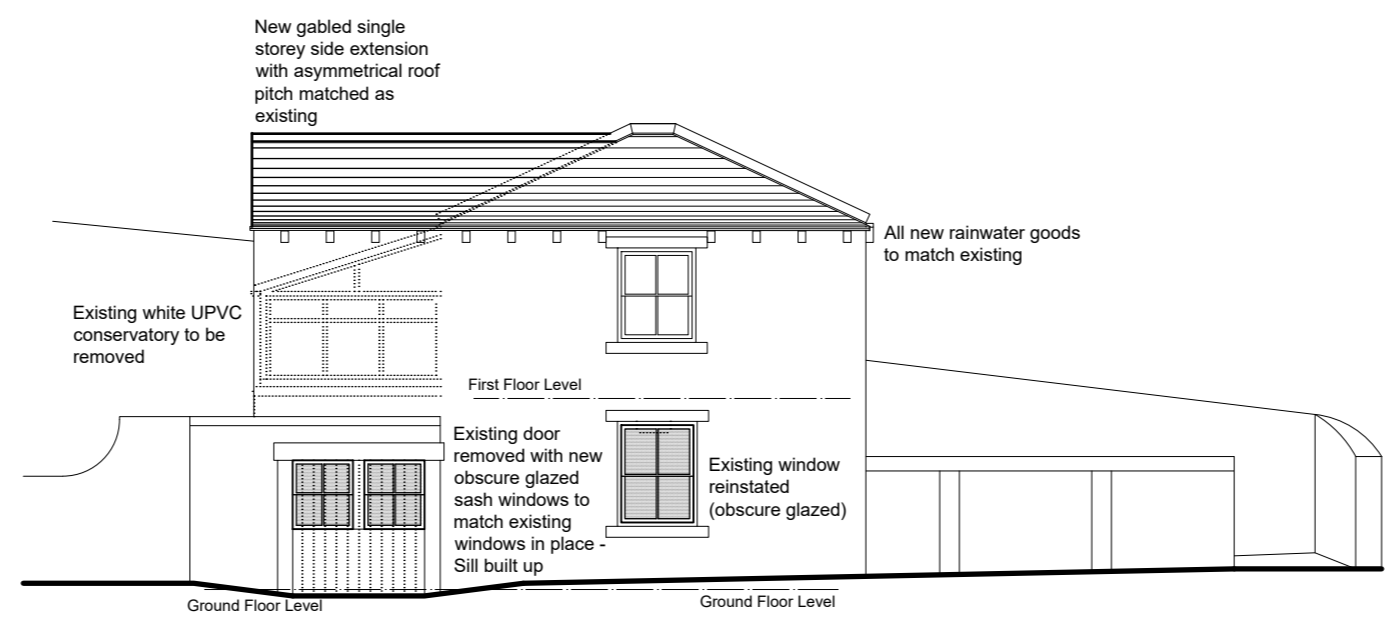 New gabled single
storey side extension
with asymmetrical roof
pitch matched as
existing
All new rainwater goods
to match existing
Existing white UPVC
conservatory to be
removed
First Floor Level
Existing door
removed with new
obscure glazed
sash windows to
match existing
windows in place -
Sill built up
Existing window
reinstated
(obscure glazed)
Ground Floor Level
Ground Floor Level